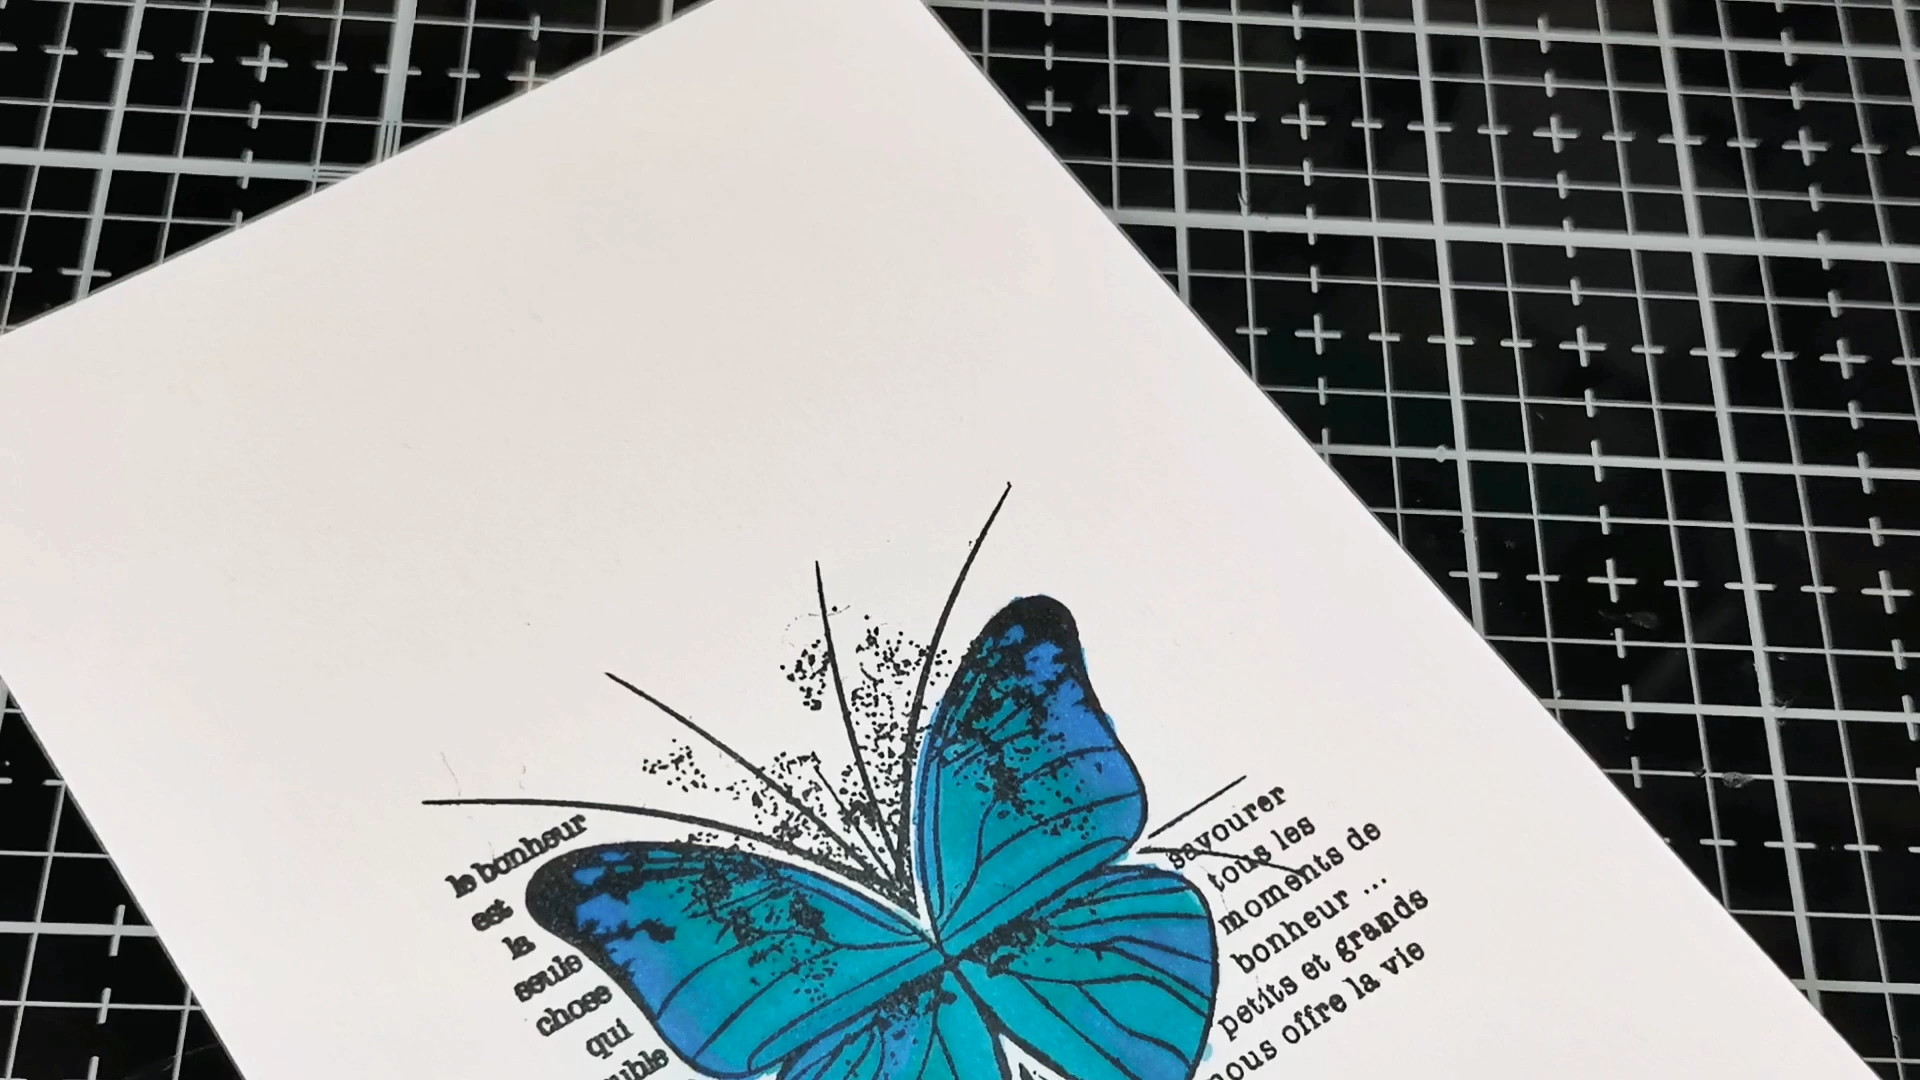 le bonheur
est
la
seule
chose
qui
savourer
tous les
moments de
bonheur ...
petits et grands
offre la vie